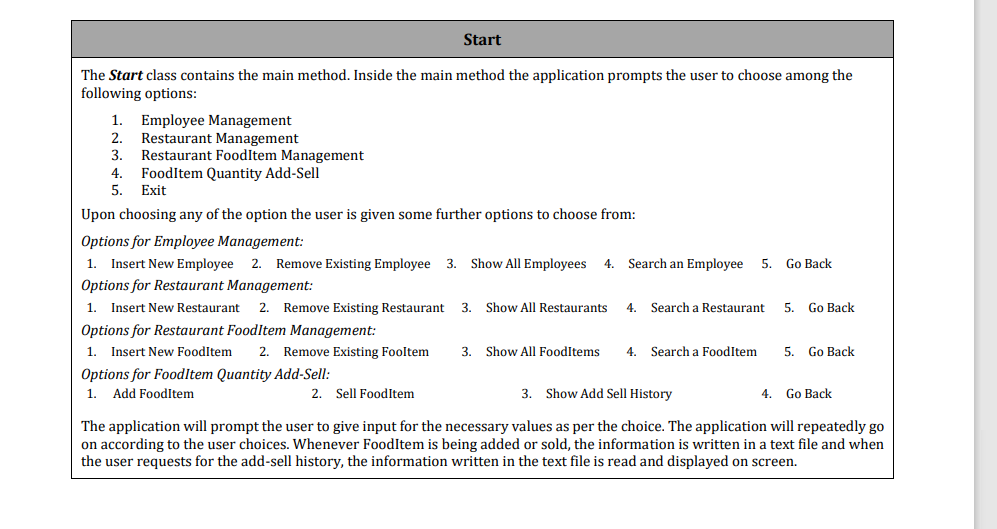 Start
The Start class contains the main method. Inside the main method the application prompts the user to choose among the
following options:
1. Employee Management
2. Restaurant Management
3. Restaurant FoodItem Management
4. FoodItem Quantity Add-Sell
5. Exit
Upon choosing any of the option the user is given some further options to choose from:
Options for Employee Management:
1. Insert New Employee 2. Remove Existing Employee 3. Show All Employees 4. Search an Employee 5. Go Back
Options for Restaurant Management:
1. Insert New Restaurant 2. Remove Existing Restaurant 3. Show All Restaurants 4. Search a Restaurant 5. Go Back
Options for Restaurant FoodItem Management:
1. Insert New FoodItem 2. Remove Existing FooItem 3. Show All FoodItems 4. Search a FoodItem 5. Go Back
Options for FoodItem Quantity Add-Sell:
1. Add FoodItem 2. Sell FoodItem 3. Show Add Sell History 4. Go Back
The application will prompt the user to give input for the necessary values as per the choice. The application will repeatedly go
on according to the user choices. Whenever FoodItem is being added or sold, the information is written in a text file and when
the user requests for the add-sell history, the information written in the text file is read and displayed on screen.